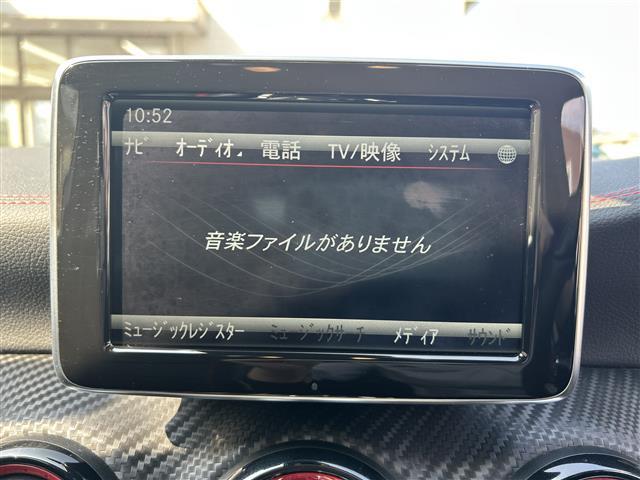 10:52
ナビ オーディオ 電話 TV/映像 システム
音楽ファイルがありません
ミュージックレジスター ミュージックサーチ メディア サウンド